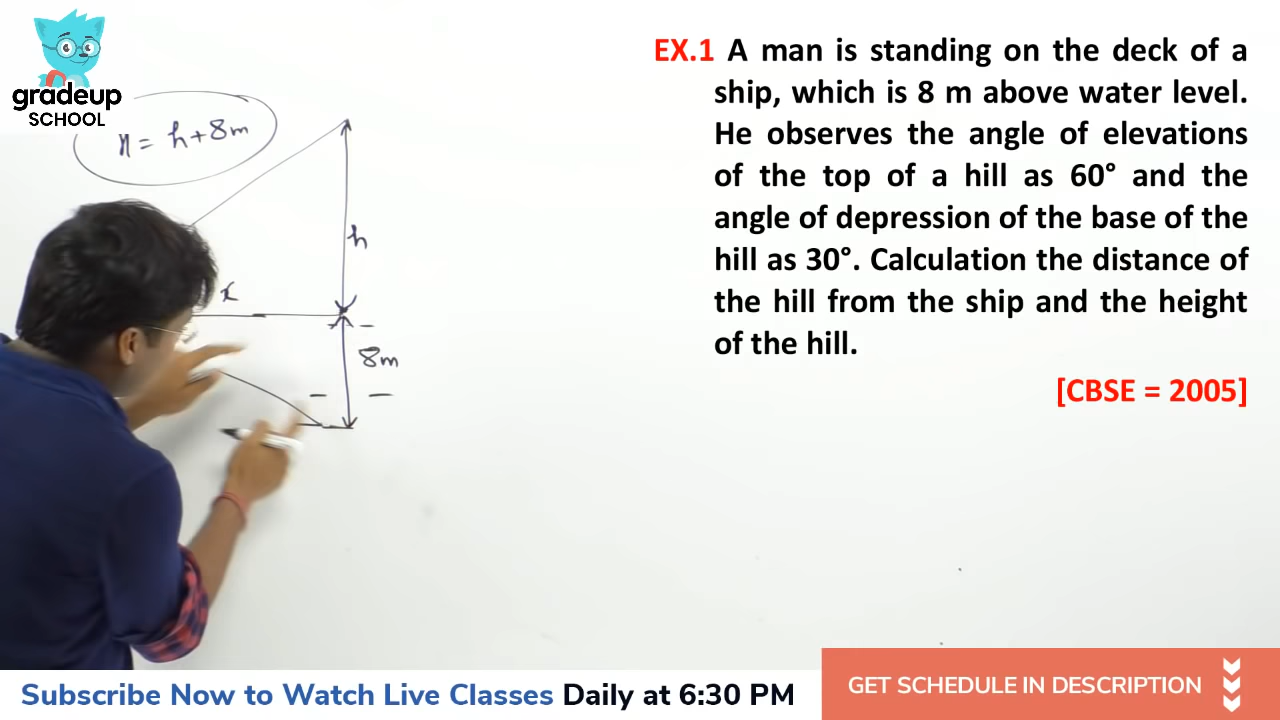 gradeup
SCHOOL
H = h+8m
h
x
8m
EX.1 A man is standing on the deck of a
ship, which is 8 m above water level.
He observes the angle of elevations
of the top of a hill as 60° and the
angle of depression of the base of the
hill as 30°. Calculation the distance of
the hill from the ship and the height
of the hill.
[CBSE = 2005]
Subscribe Now to Watch Live Classes Daily at 6:30 PM
GET SCHEDULE IN DESCRIPTION